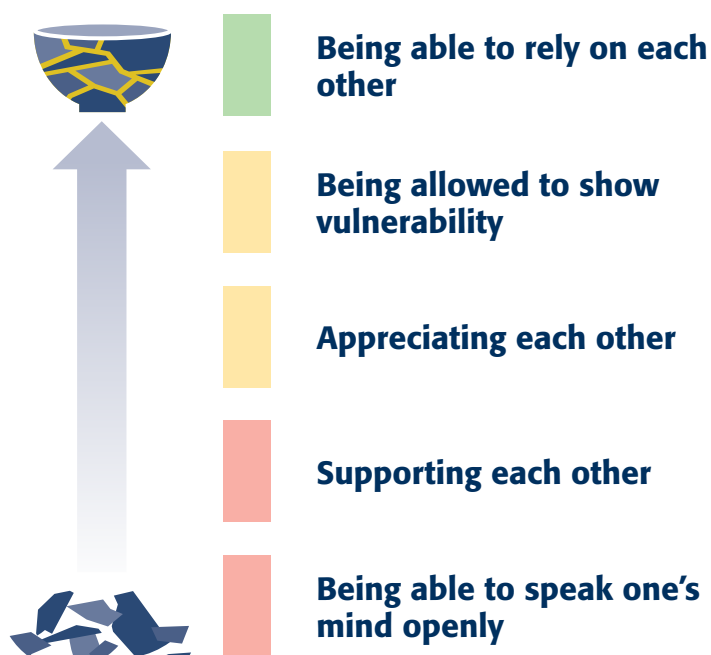 Being able to rely on each
other
Being allowed to show
vulnerability
Appreciating each other
Supporting each other
Being able to speak one’s
mind openly